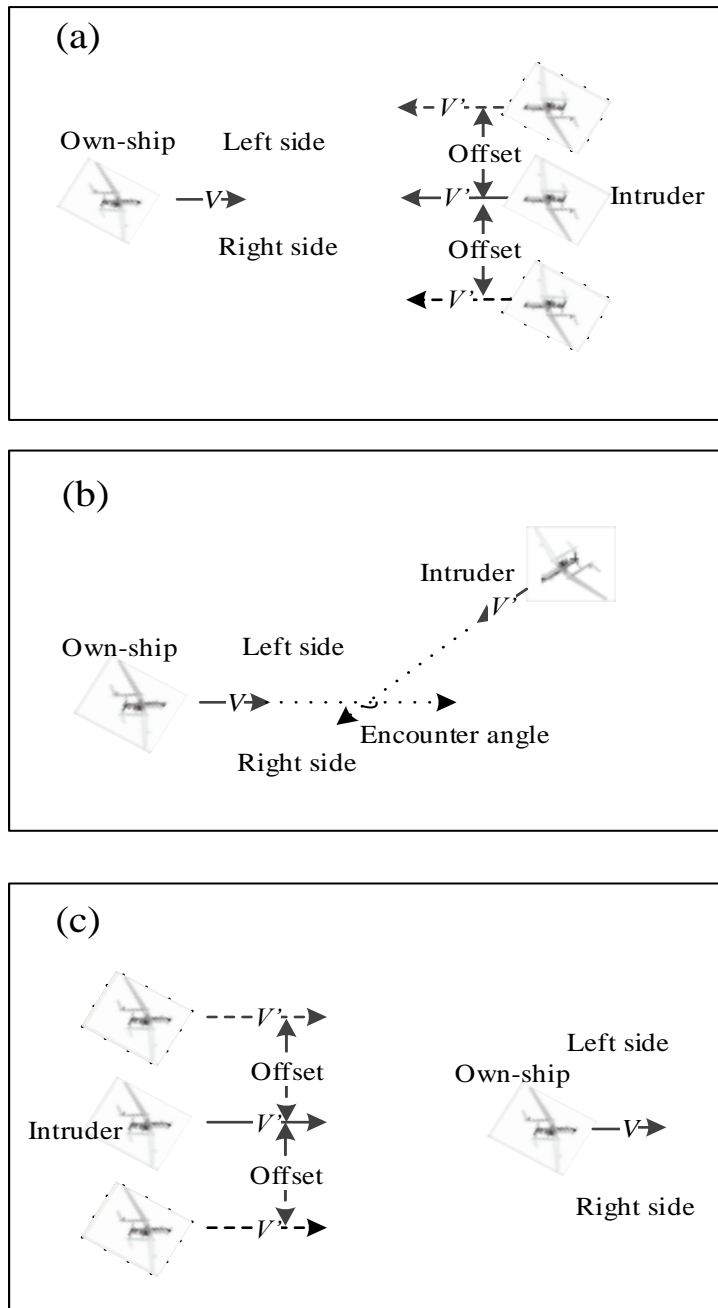 (a)
V’
Own-ship
Left side
Offset
V
V’
Intruder
Right side
Offset
V’
(b)
Intruder
V’
Own-ship
Left side
V
Encounter angle
Right side
(c)
V’
Left side
Offset
Own-ship
Intruder
V’
V
Offset
Right side
V’